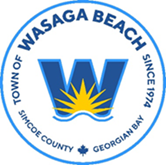 TOWN OF WASAGA BEACH SINCE 1974
W
SIMCOE COUNTY GEORGIAN BAY